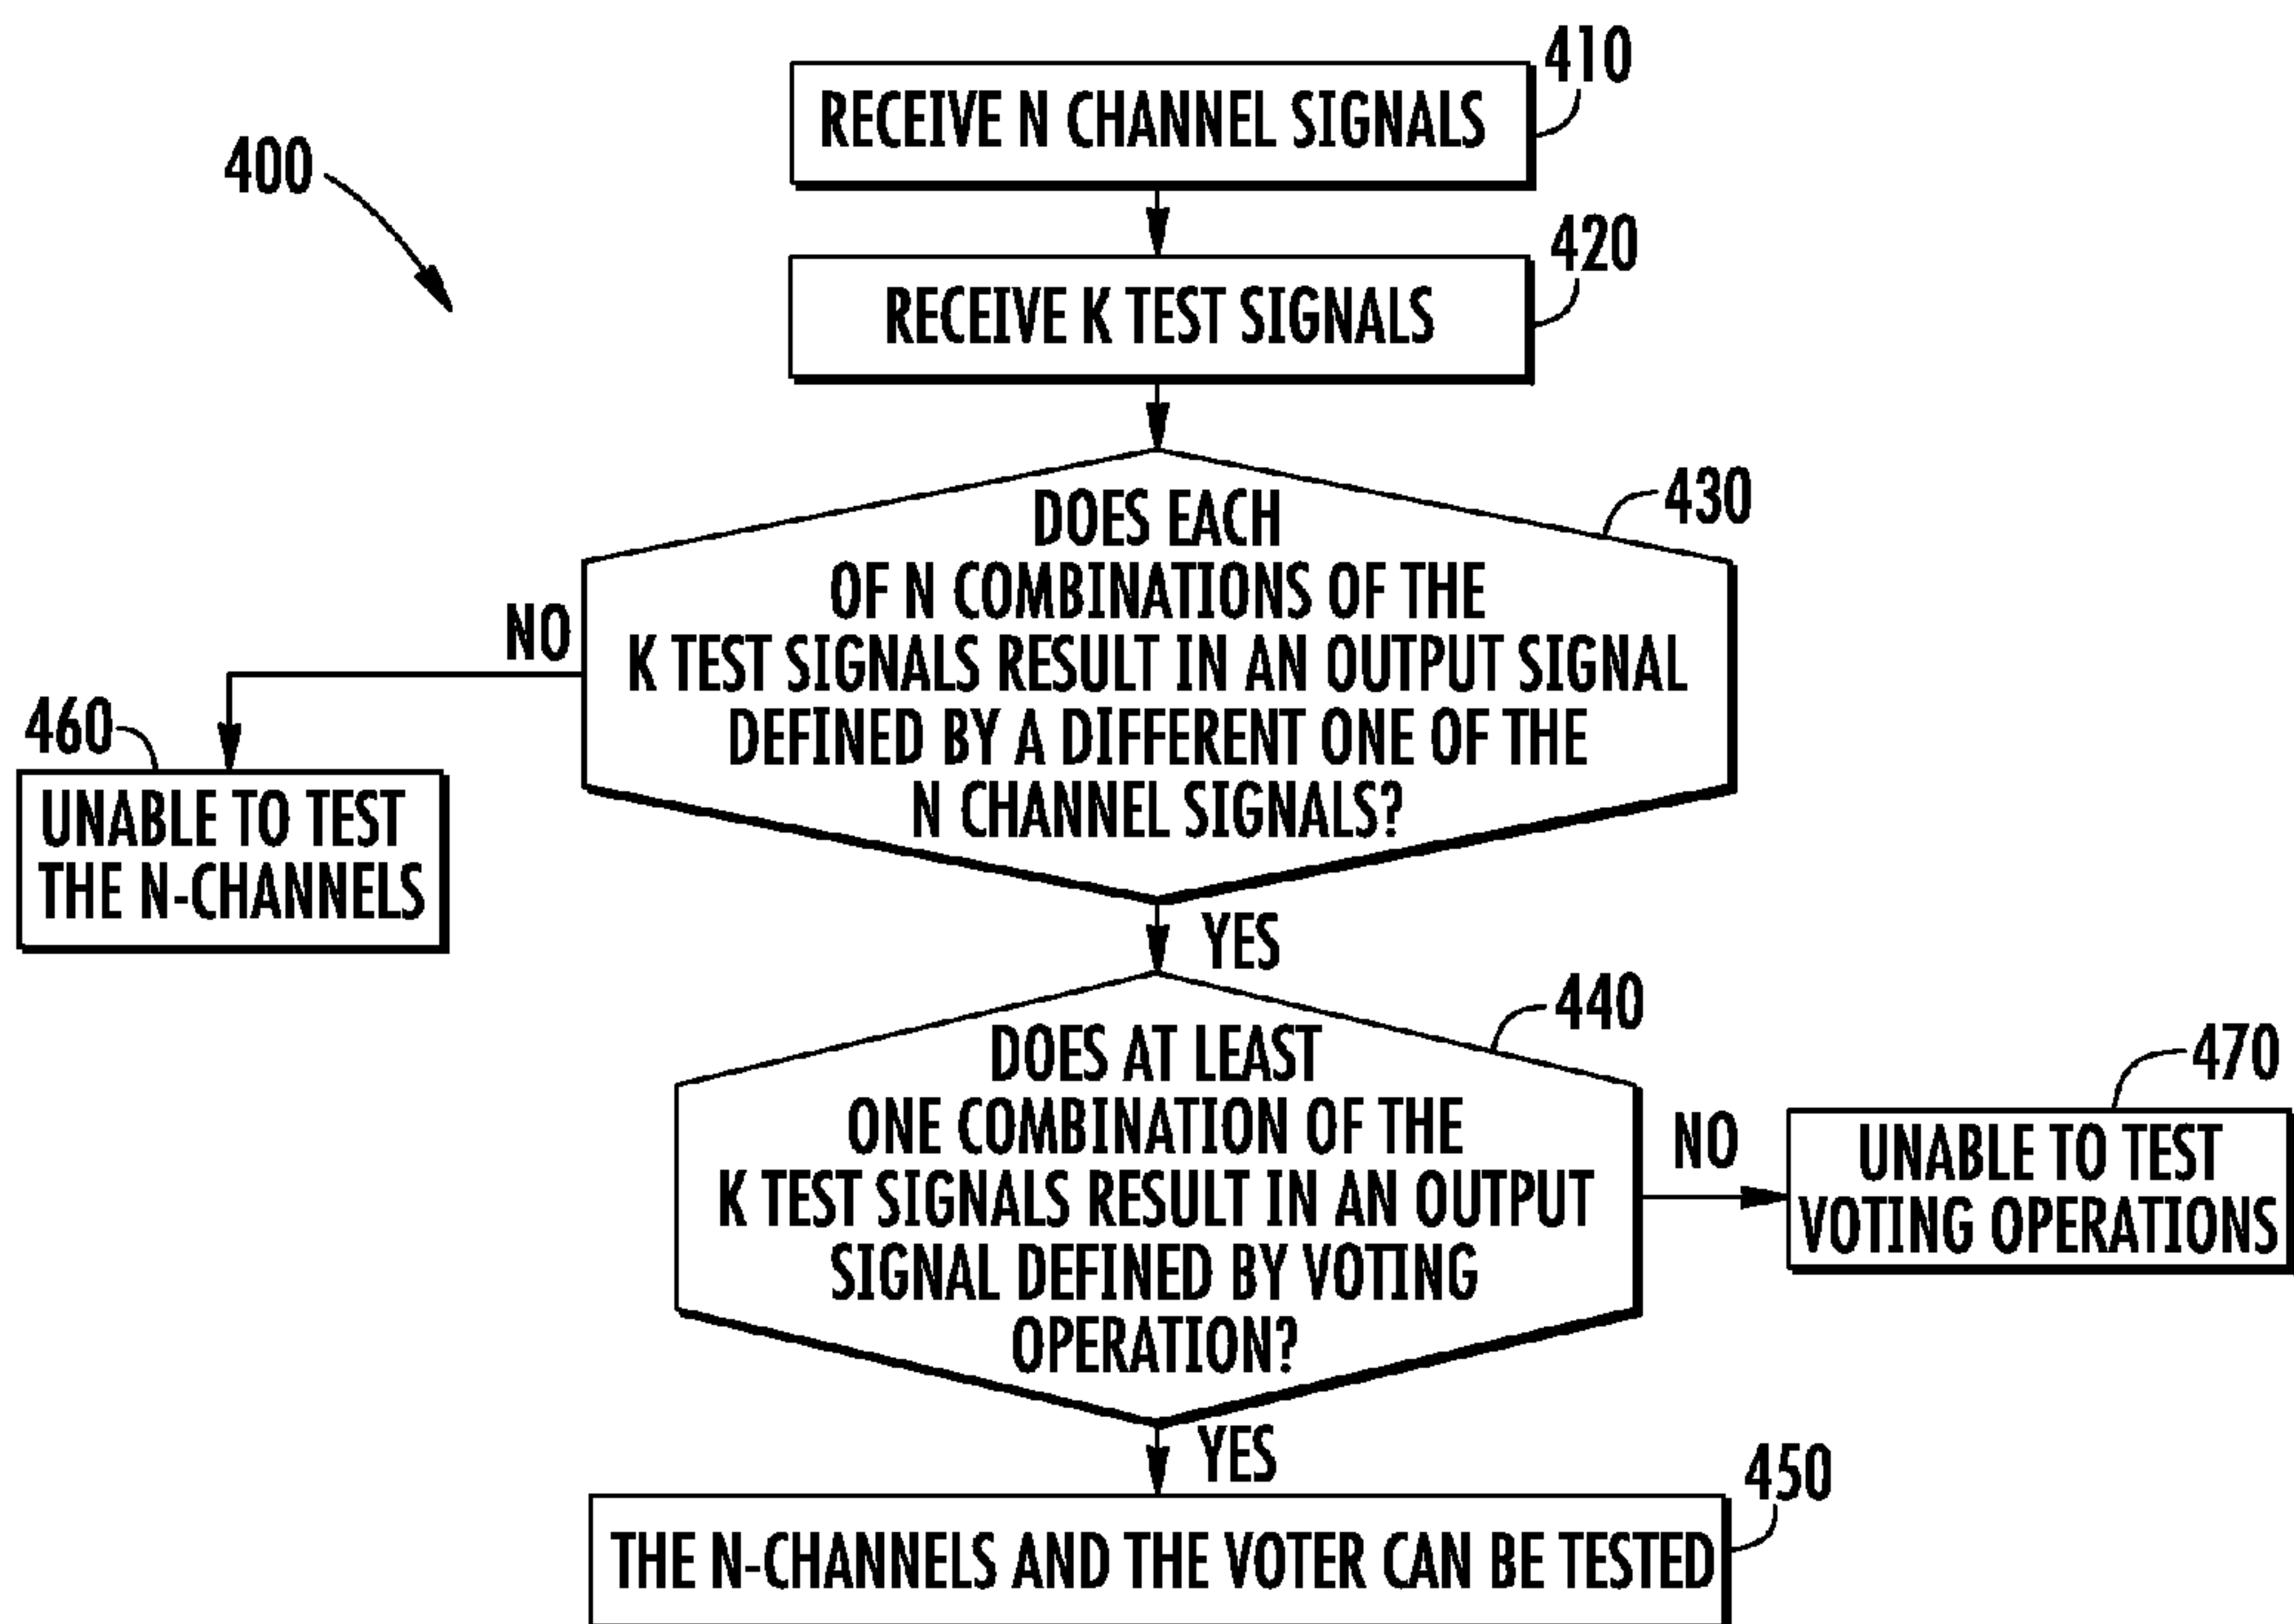 410
RECEIVE N CHANNEL SIGNALS
400
420
RECEIVE K TEST SIGNALS
430
DOES EACH
OF N COMBINATIONS OF THE
K TEST SIGNALS RESULT IN AN OUTPUT SIGNAL
DEFINED BY A DIFFERENT ONE OF THE
N CHANNEL SIGNALS?
NO
460
UNABLE TO TEST
THE N-CHANNELS
YES
440
DOES AT LEAST
ONE COMBINATION OF THE
K TEST SIGNALS RESULT IN AN OUTPUT
SIGNAL DEFINED BY VOTING
OPERATION?
NO
470
UNABLE TO TEST
VOTING OPERATIONS
YES
450
THE N-CHANNELS AND THE VOTER CAN BE TESTED